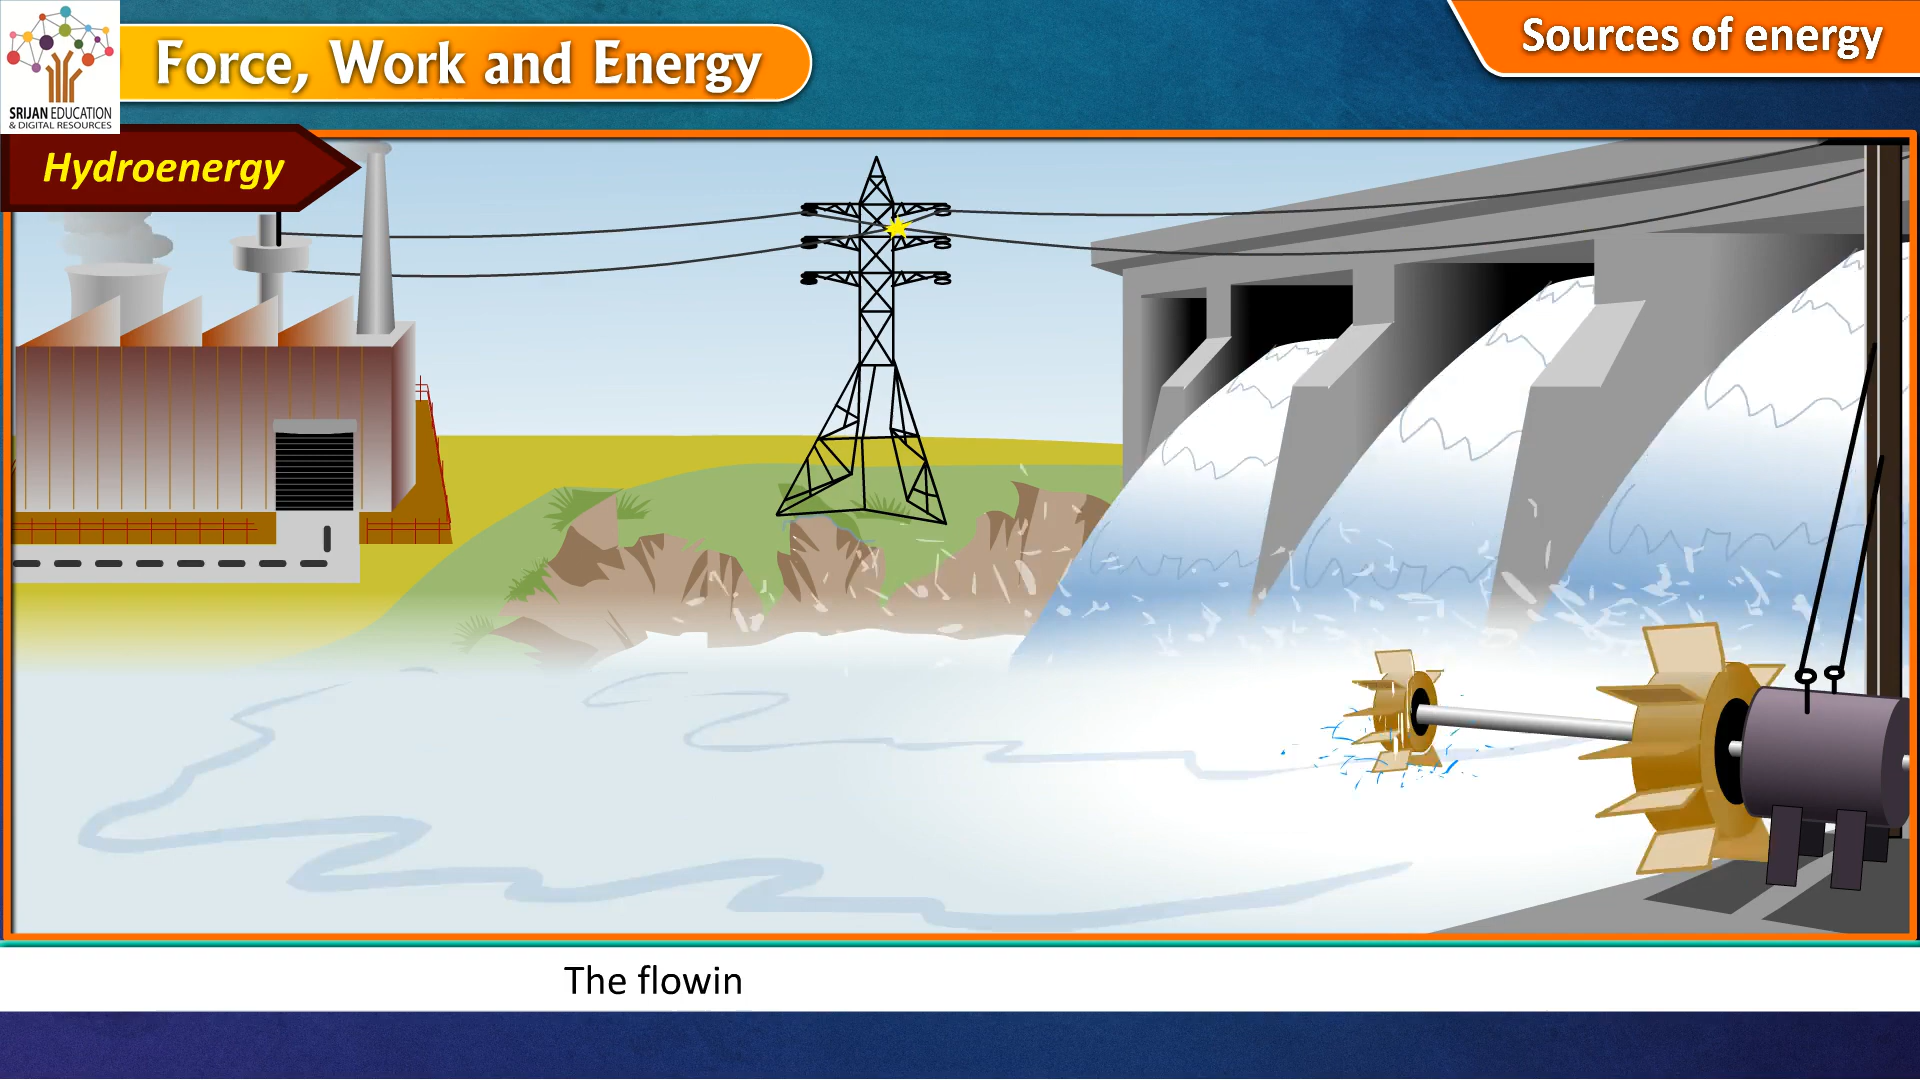 Force, Work and Energy
Sources of energy
SRIJAN EDUCATION
& DIGITAL RESOURCES
Hydroenergy
The flowin